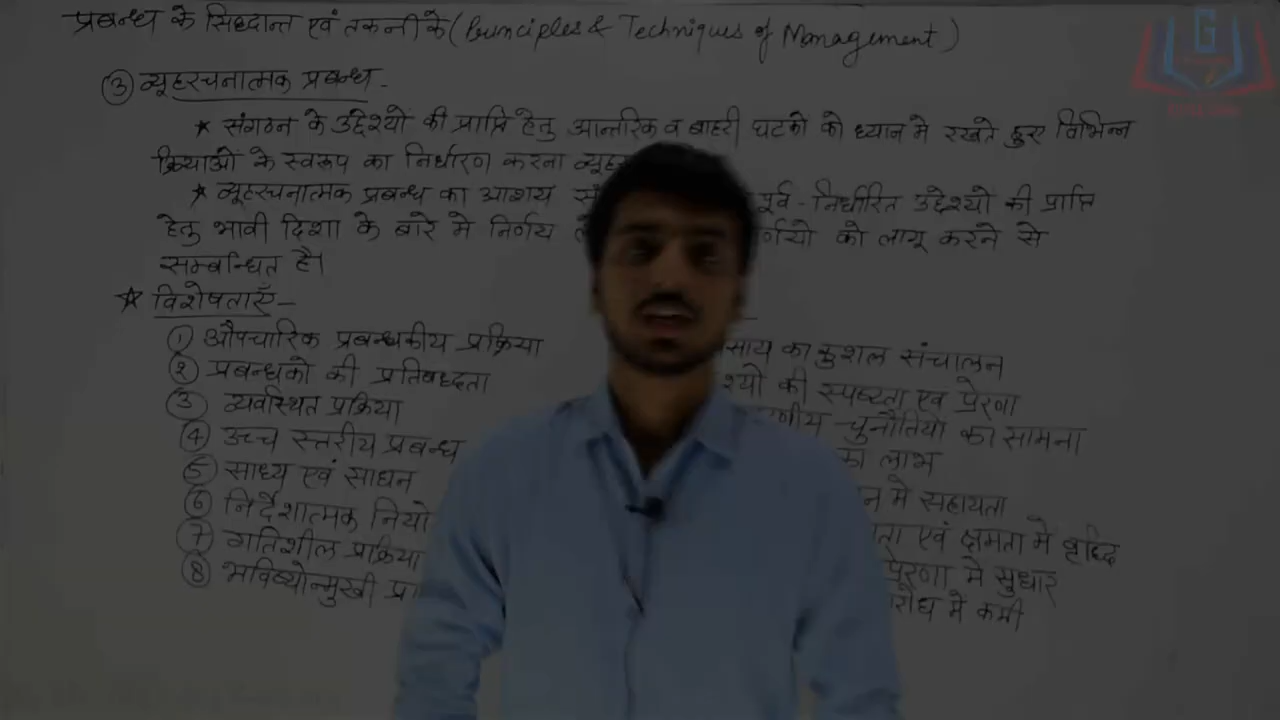 प्रबन्ध के सिद्धान्त एवं तकनीके (Principles & Techniques of Management)
③ व्यूहरचनात्मक प्रबन्ध -
★ संगठन के उद्देश्यो की प्राप्ति हेतु आन्तरिक व बाहरी घटको को ध्यान मे रखते हुए विभिन्न
क्रियाओं के स्वरूप का निर्धारण करना
★ व्यूहरचनात्मक प्रबन्ध का आशय पूर्व - निर्धारित उद्देश्यो की प्राप्ति
हेतु भावी दिशा के बारे मे निर्णय को लागू करने से
सम्बन्धित है।
★ विशेषताएँ -
① औपचारिक प्रबन्धकीय प्रक्रिया
② प्रबन्धको की प्रतिबध्दता
③ व्यवस्थित प्रक्रिया
④ उच्च स्तरीय प्रबन्ध
⑤ साध्य एवं साधन
⑥ निर्देशात्मक
⑦ गतिशील प्रक्रिया
⑧ भविष्योन्मुखी
का कुशल संचालन
की स्पष्टता एवं प्रेरणा
चुनौतियो का सामना
का लाभ
मे सहायता
एवं क्षमता मे वृध्दि
मे सुधार
मे कमी
G